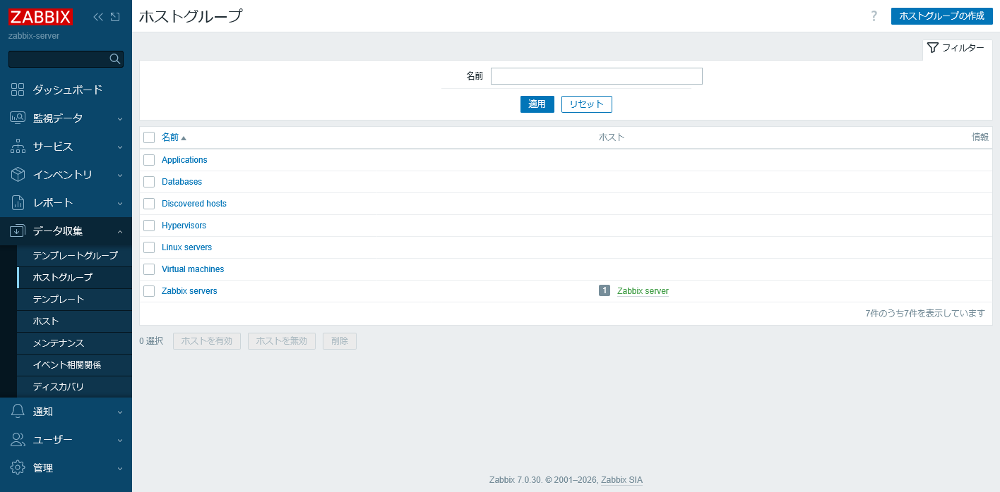 ZABBIX
zabbix-server
ダッシュボード
監視データ
サービス
インベントリ
レポート
データ収集
テンプレートグループ
ホストグループ
テンプレート
ホスト
メンテナンス
イベント相関関係
ディスカバリ
通知
ユーザー
管理
ホストグループ
? ホストグループの作成
フィルター
名前
適用 リセット
名前 ホスト 情報
Applications
Databases
Discovered hosts
Hypervisors
Linux servers
Virtual machines
Zabbix servers 1 Zabbix server
7件のうち7件を表示しています
0 選択 ホストを有効 ホストを無効 削除
Zabbix 7.0.30. © 2001–2026, Zabbix SIA